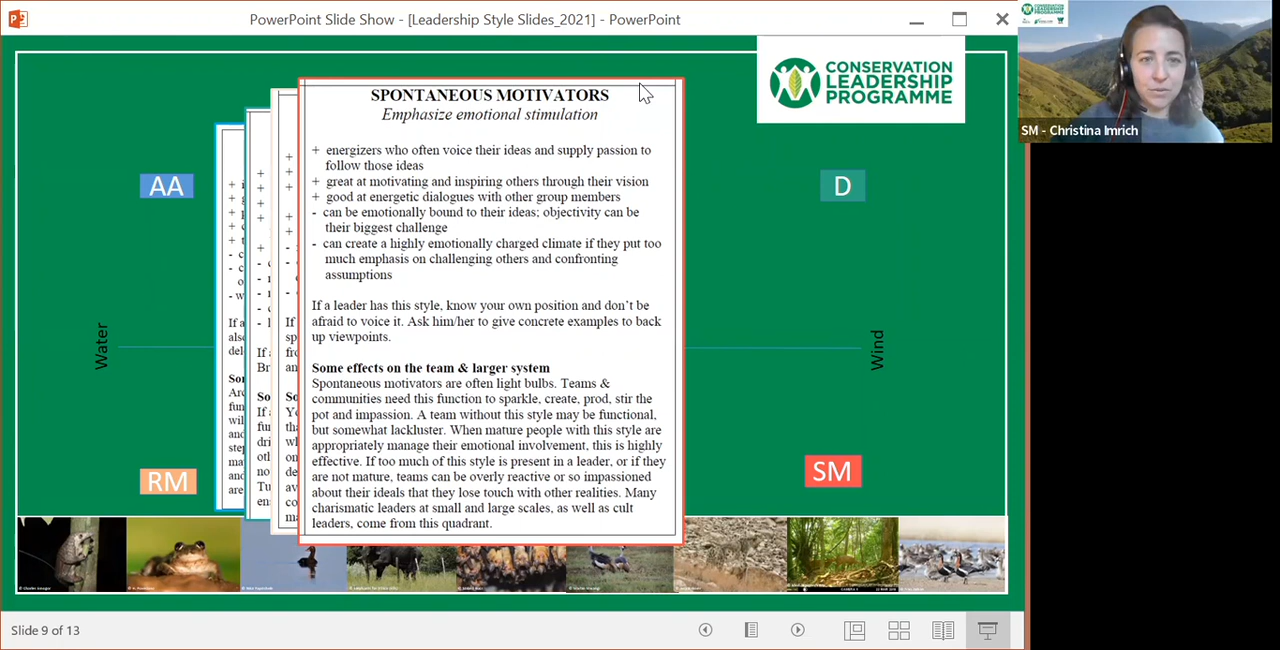 PowerPoint Slide Show - [Leadership Style Slides_2021] - PowerPoint
CONSERVATION
LEADERSHIP
PROGRAMME
SM - Christina Imrich
AA
D
Water
Wind
RM
SM
SPONTANEOUS MOTIVATORS
Emphasize emotional stimulation
+ energizers who often voice their ideas and supply passion to
follow those ideas
+ great at motivating and inspiring others through their vision
+ good at energetic dialogues with other group members
- can be emotionally bound to their ideas; objectivity can be
their biggest challenge
- can create a highly emotionally charged climate if they put too
much emphasis on challenging others and confronting
assumptions
If a leader has this style, know your own position and don't be
afraid to voice it. Ask him/her to give concrete examples to back
up viewpoints.
Some effects on the team & larger system
Spontaneous motivators are often light bulbs. Teams &
communities need this function to sparkle, create, prod, stir the
pot and impassion. A team without this style may be functional,
but somewhat lackluster. When mature people with this style are
appropriately manage their emotional involvement, this is highly
effective. If too much of this style is present in a leader, or if they
are not mature, teams can be overly reactive or so impassioned
about their ideals that they lose touch with other realities. Many
charismatic leaders at small and large scales, as well as cult
leaders, come from this quadrant.
Slide 9 of 13